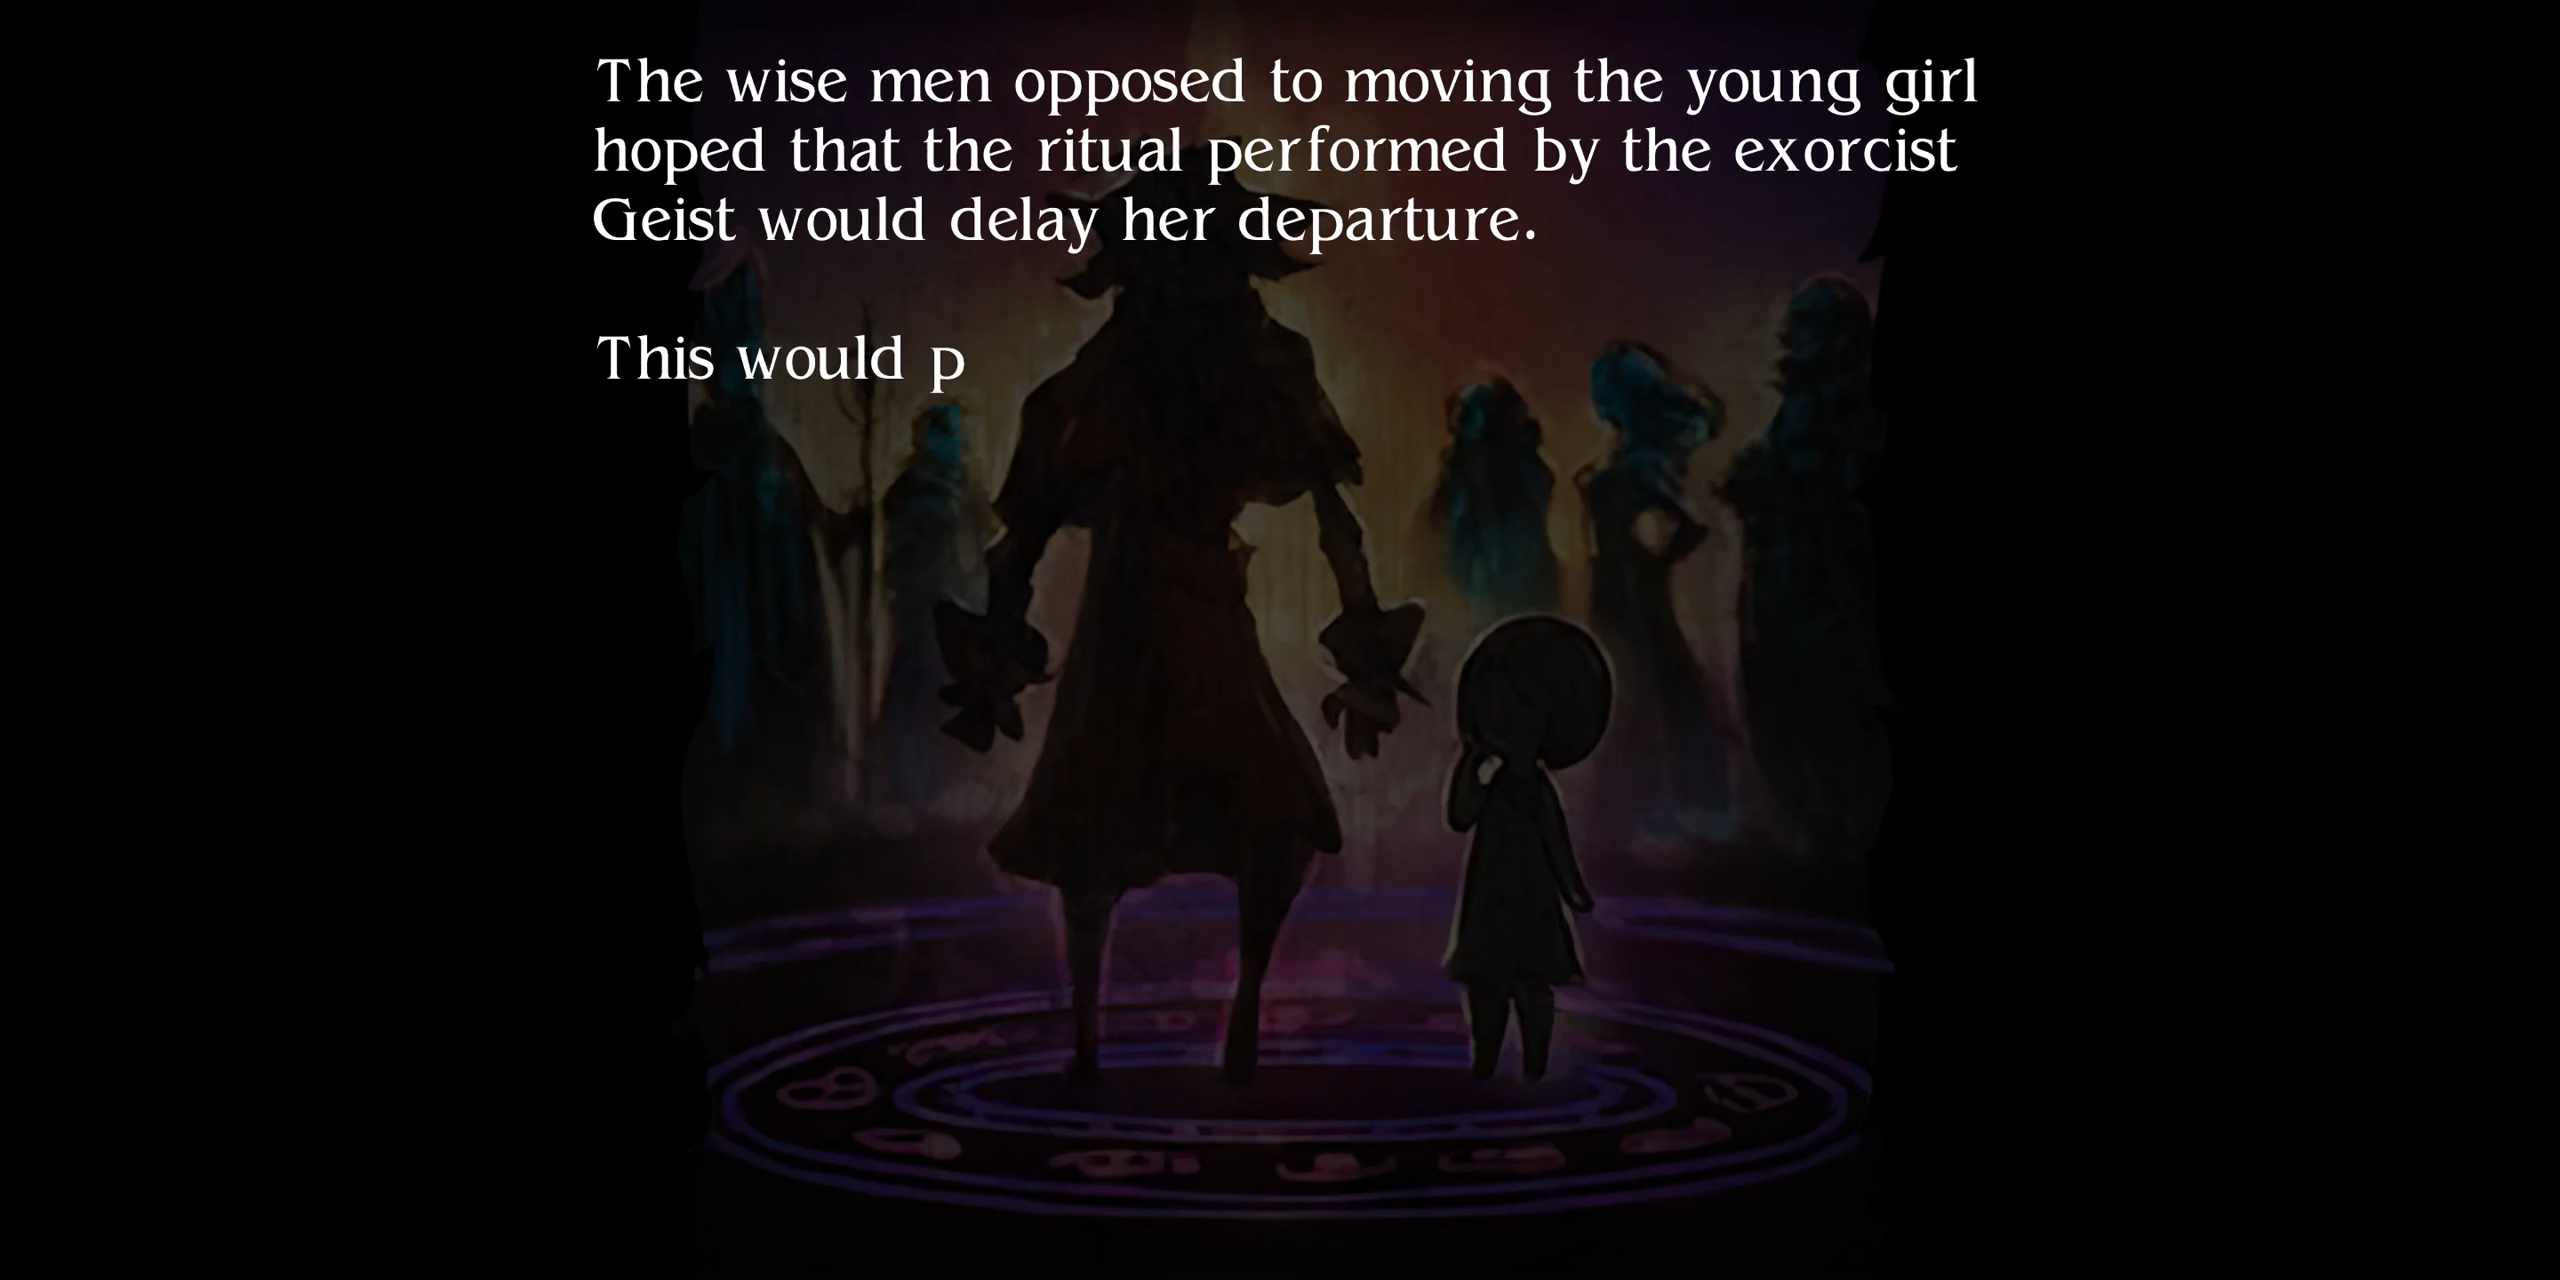 The wise men opposed to moving the young girl
hoped that the ritual performed by the exorcist
Geist would delay her departure.
This would p